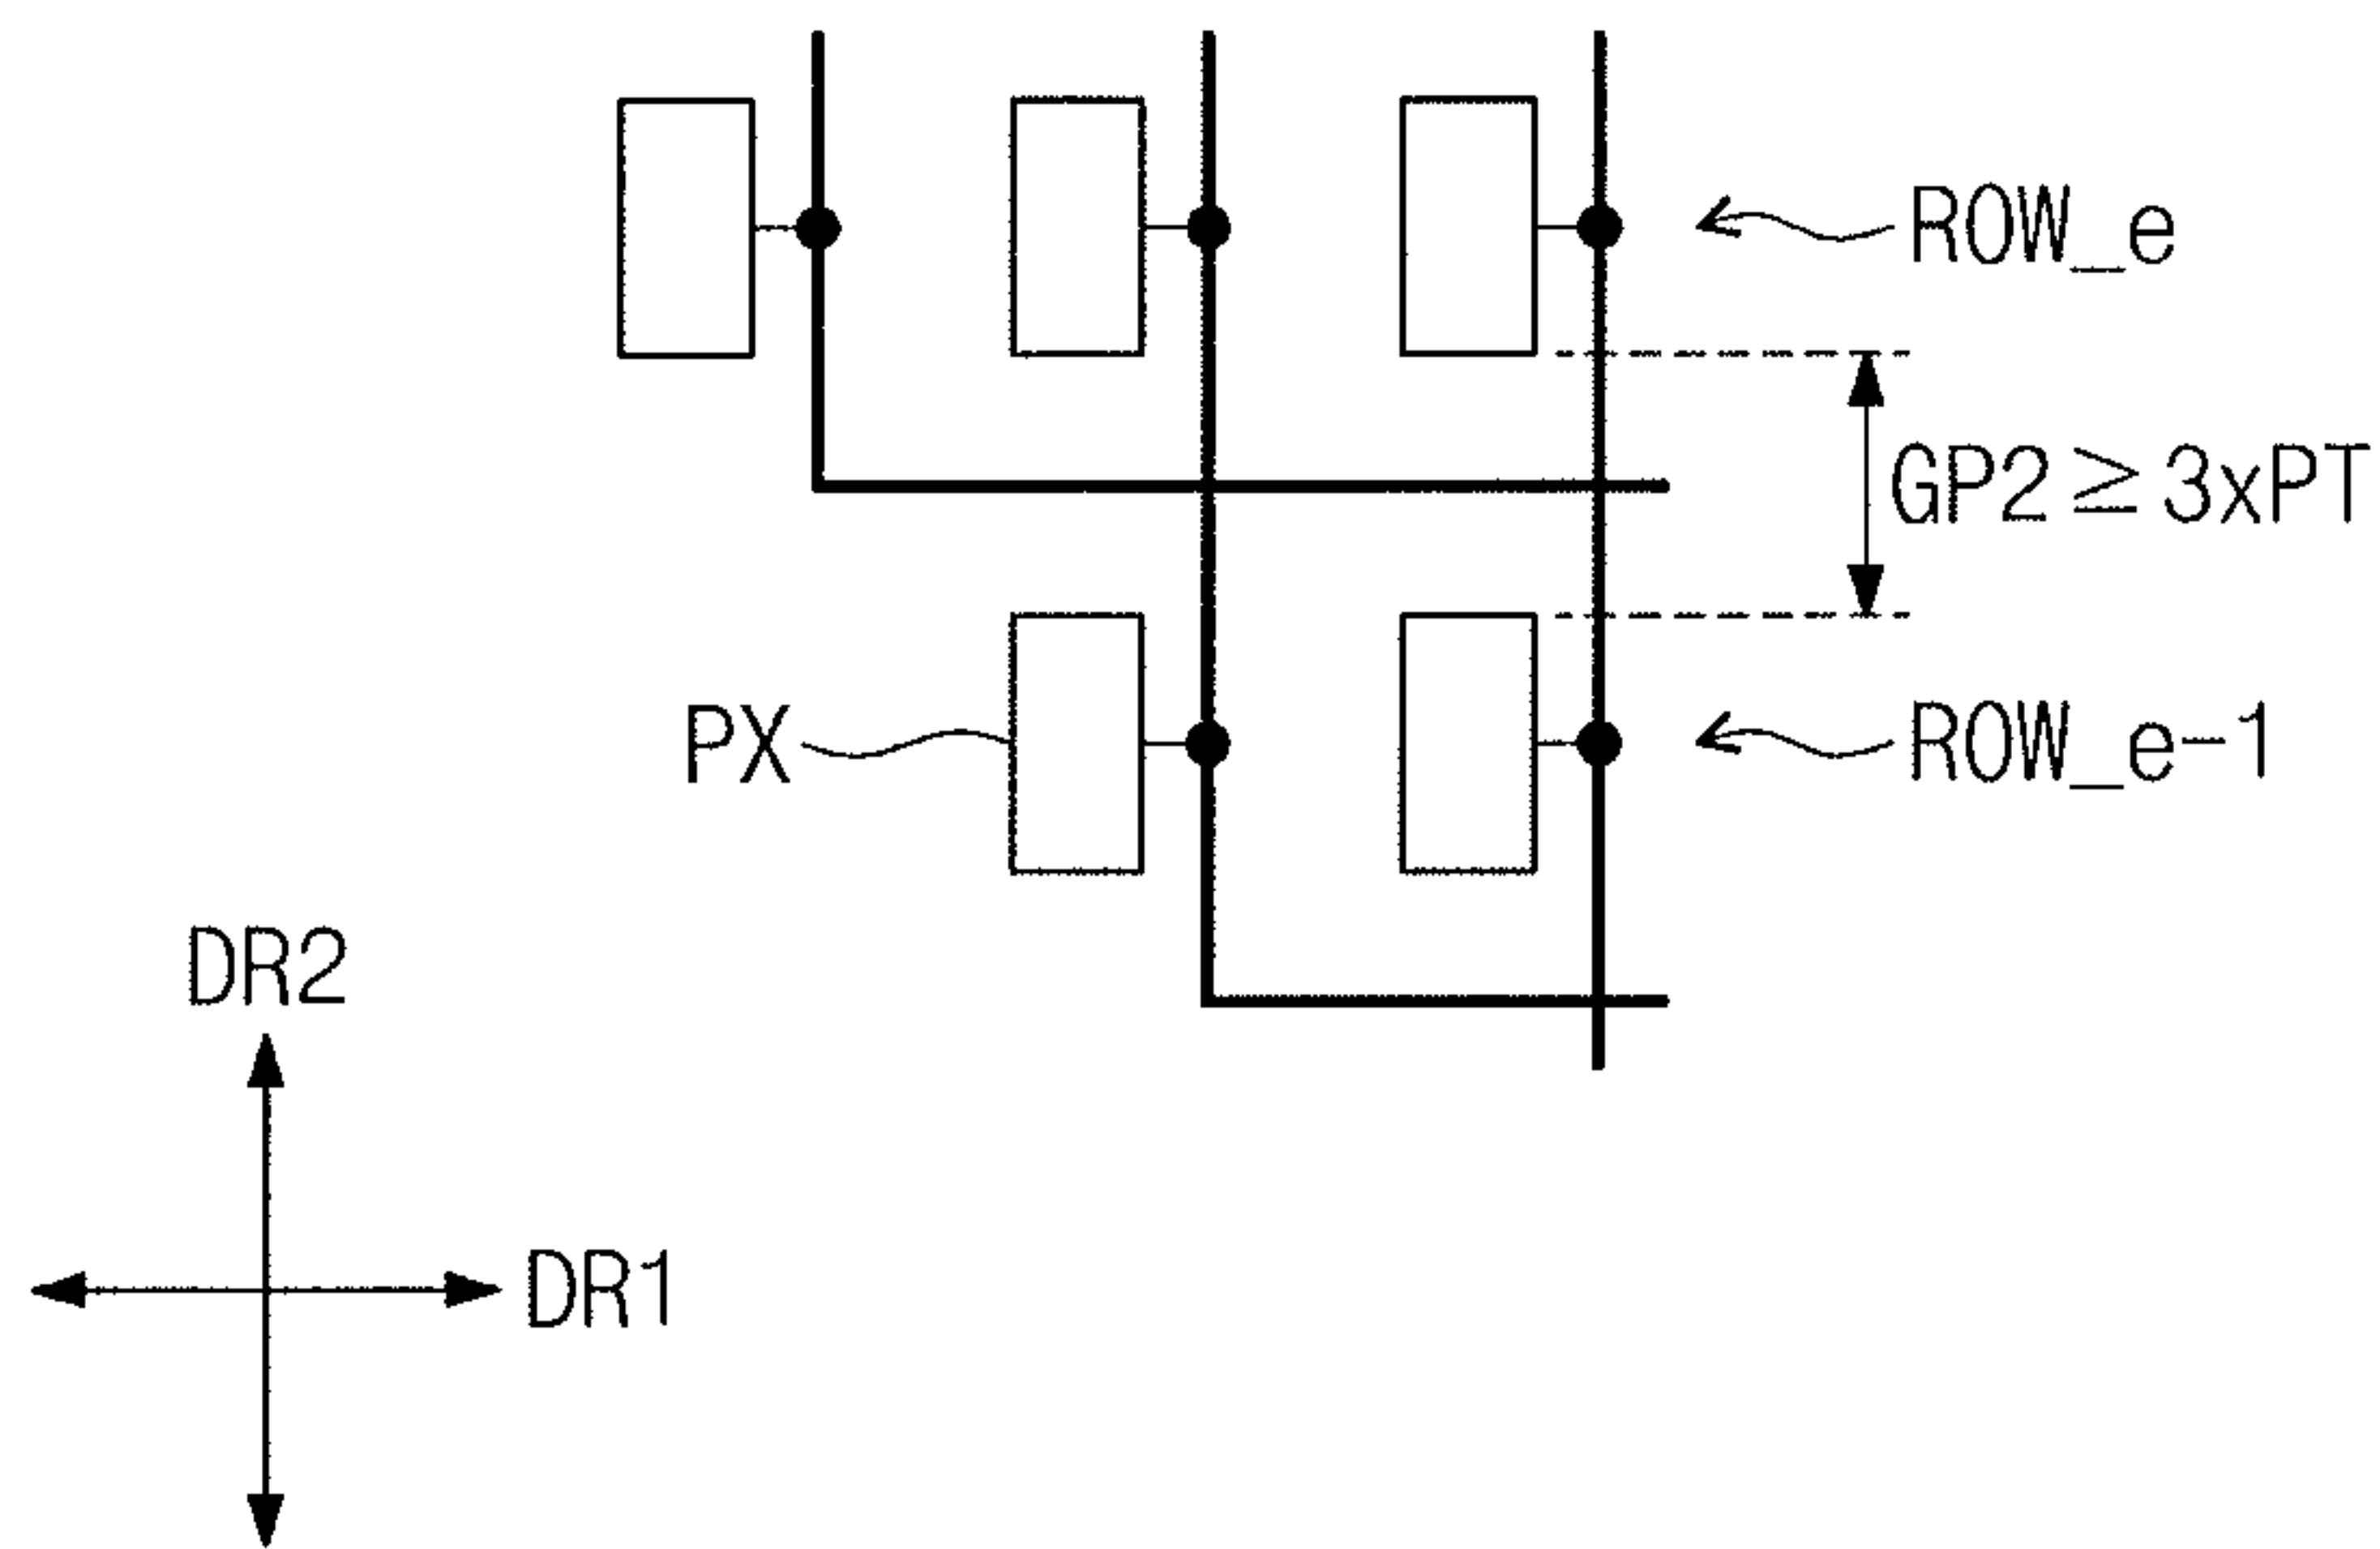 ROW_e
GP2 ≥ 3xPT
PX
ROW_e-1
DR2
DR1